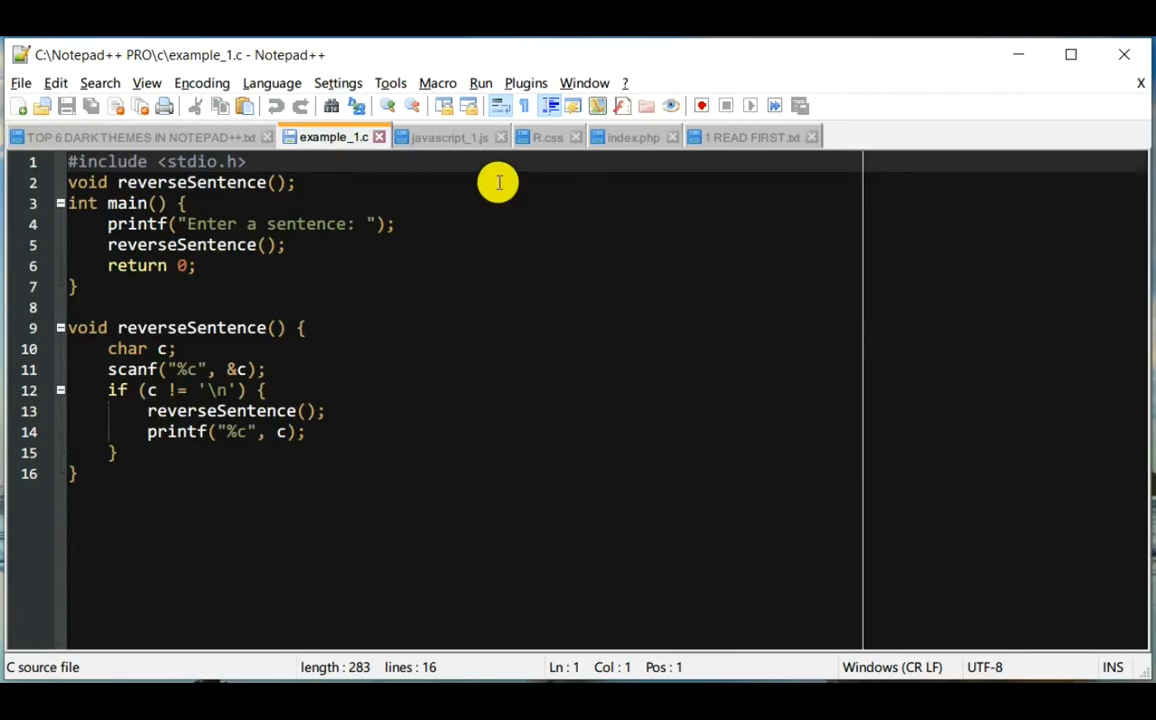 C:\Notepad++ PRO\c\example_1.c - Notepad++
File Edit Search View Encoding Language Settings Tools Macro Run Plugins Window ? X
TOP 6 DARK THEMES IN NOTEPAD++.txt example_1.c javascript_1.js R.css index.php 1 READ FIRST.txt
1 #include <stdio.h>
2 void reverseSentence();
3 int main() {
4     printf("Enter a sentence: ");
5     reverseSentence();
6     return 0;
7 }
8
9 void reverseSentence() {
10     char c;
11     scanf("%c", &c);
12     if (c != '\n') {
13         reverseSentence();
14         printf("%c", c);
15     }
16 }
C source file length : 283 lines : 16 Ln : 1 Col : 1 Pos : 1 Windows (CR LF) UTF-8 INS